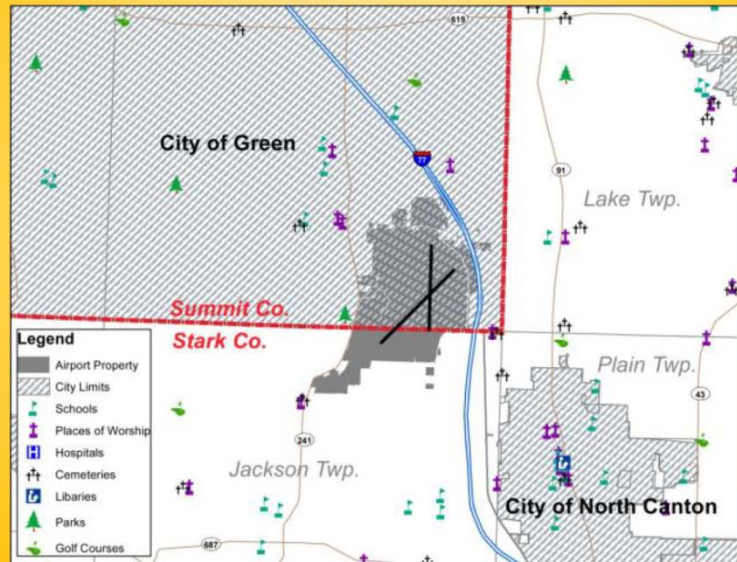 619
City of Green
77
91
Lake Twp.
Summit Co.
Stark Co.
Legend
Airport Property
City Limits
Schools
Places of Worship
H
Hospitals
Cemeteries
Libaries
Parks
Golf Courses
Plain Twp.
43
241
Jackson Twp.
City of North Canton
687